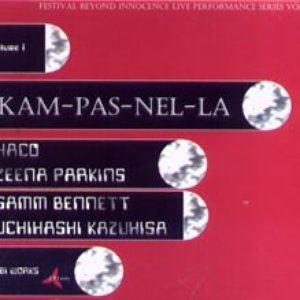 FESTIVAL BEYOND INNOCENCE LIVE PERFORMANCE SERIES VO
KAM-PAS-NEL-LA
HACO
ZEENA PARKINS
SAMM BENNETT
UCHIHASHI KAZUHISA
BI WORKS